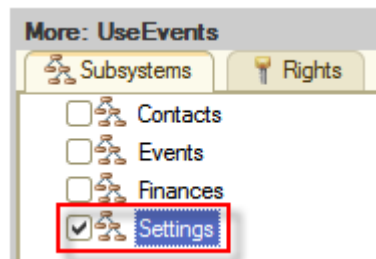 More: UseEvents
Subsystems Rights
Contacts
Events
Finances
Settings